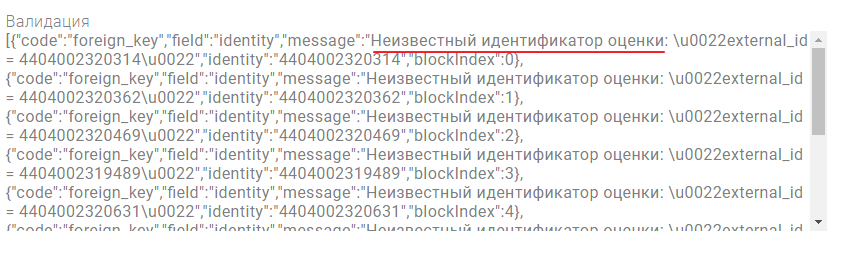 Валидация
[{"code":"foreign_key","field":"identity","message":"Неизвестный идентификатор оценки: \u0022external_id
= 4404002320314\u0022","identity":"4404002320314","blockIndex":0},
{"code":"foreign_key","field":"identity","message":"Неизвестный идентификатор оценки: \u0022external_id
= 4404002320362\u0022","identity":"4404002320362","blockIndex":1},
{"code":"foreign_key","field":"identity","message":"Неизвестный идентификатор оценки: \u0022external_id
= 4404002320469\u0022","identity":"4404002320469","blockIndex":2},
{"code":"foreign_key","field":"identity","message":"Неизвестный идентификатор оценки: \u0022external_id
= 4404002319489\u0022","identity":"4404002319489","blockIndex":3},
{"code":"foreign_key","field":"identity","message":"Неизвестный идентификатор оценки: \u0022external_id
= 4404002320631\u0022","identity":"4404002320631","blockIndex":4},
{"code":"foreign_key","field":"identity","message":"Неизвестный идентификатор оценки: \u0022external_id